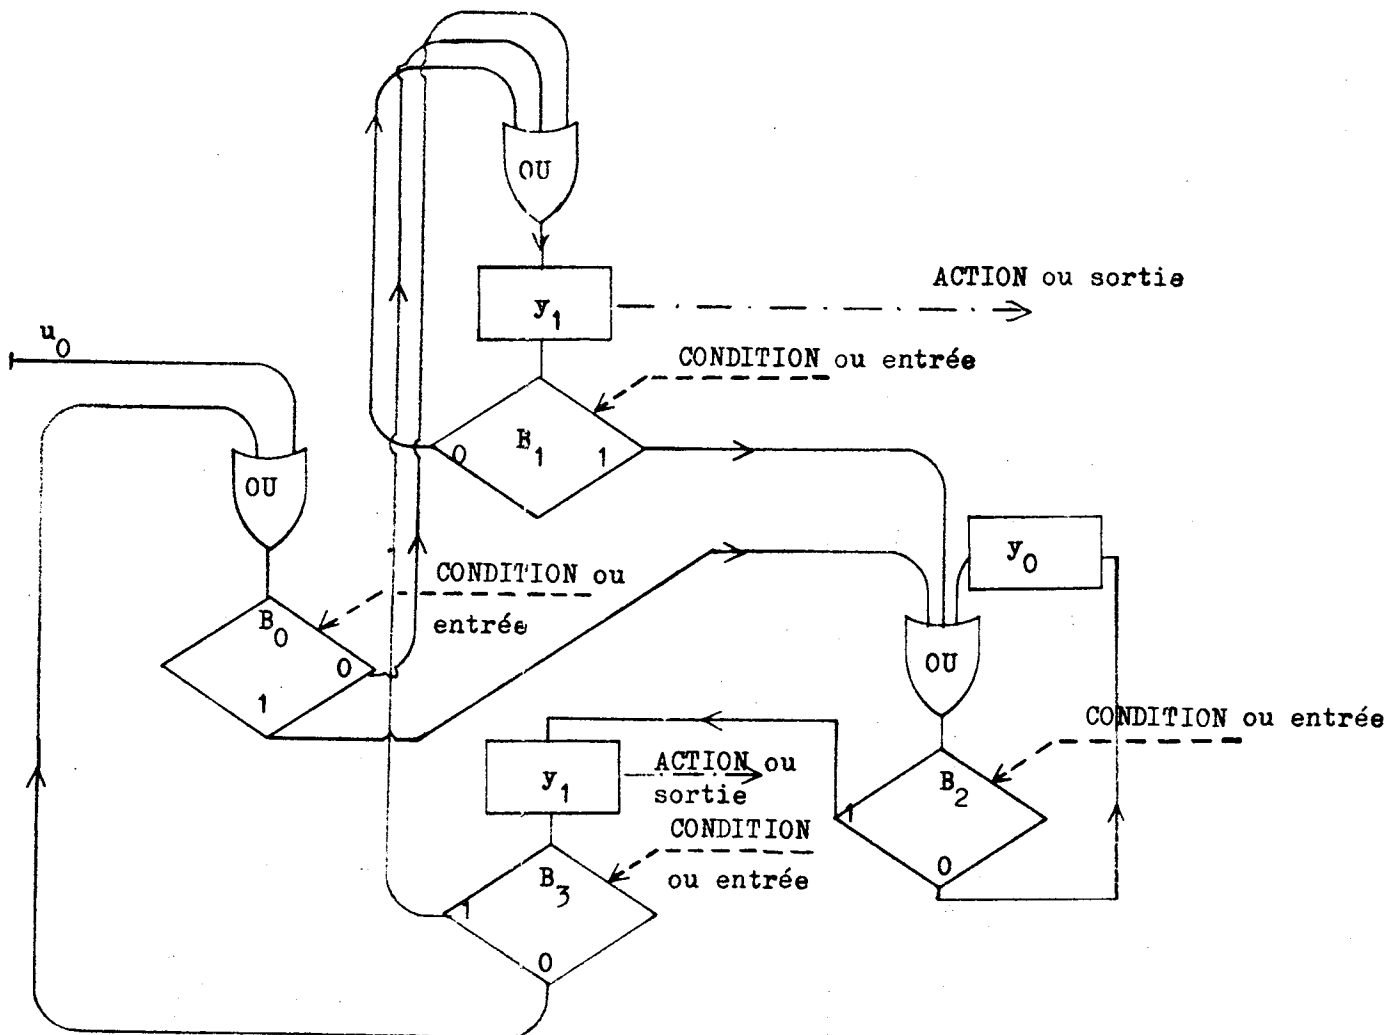 OU
y1
ACTION ou sortie
u0
CONDITION ou entrée
B1
0
1
OU
y0
CONDITION ou
entrée
B0
0
1
OU
CONDITION ou entrée
B2
1
0
y1
ACTION ou
sortie
CONDITION
ou entrée
B3
1
0